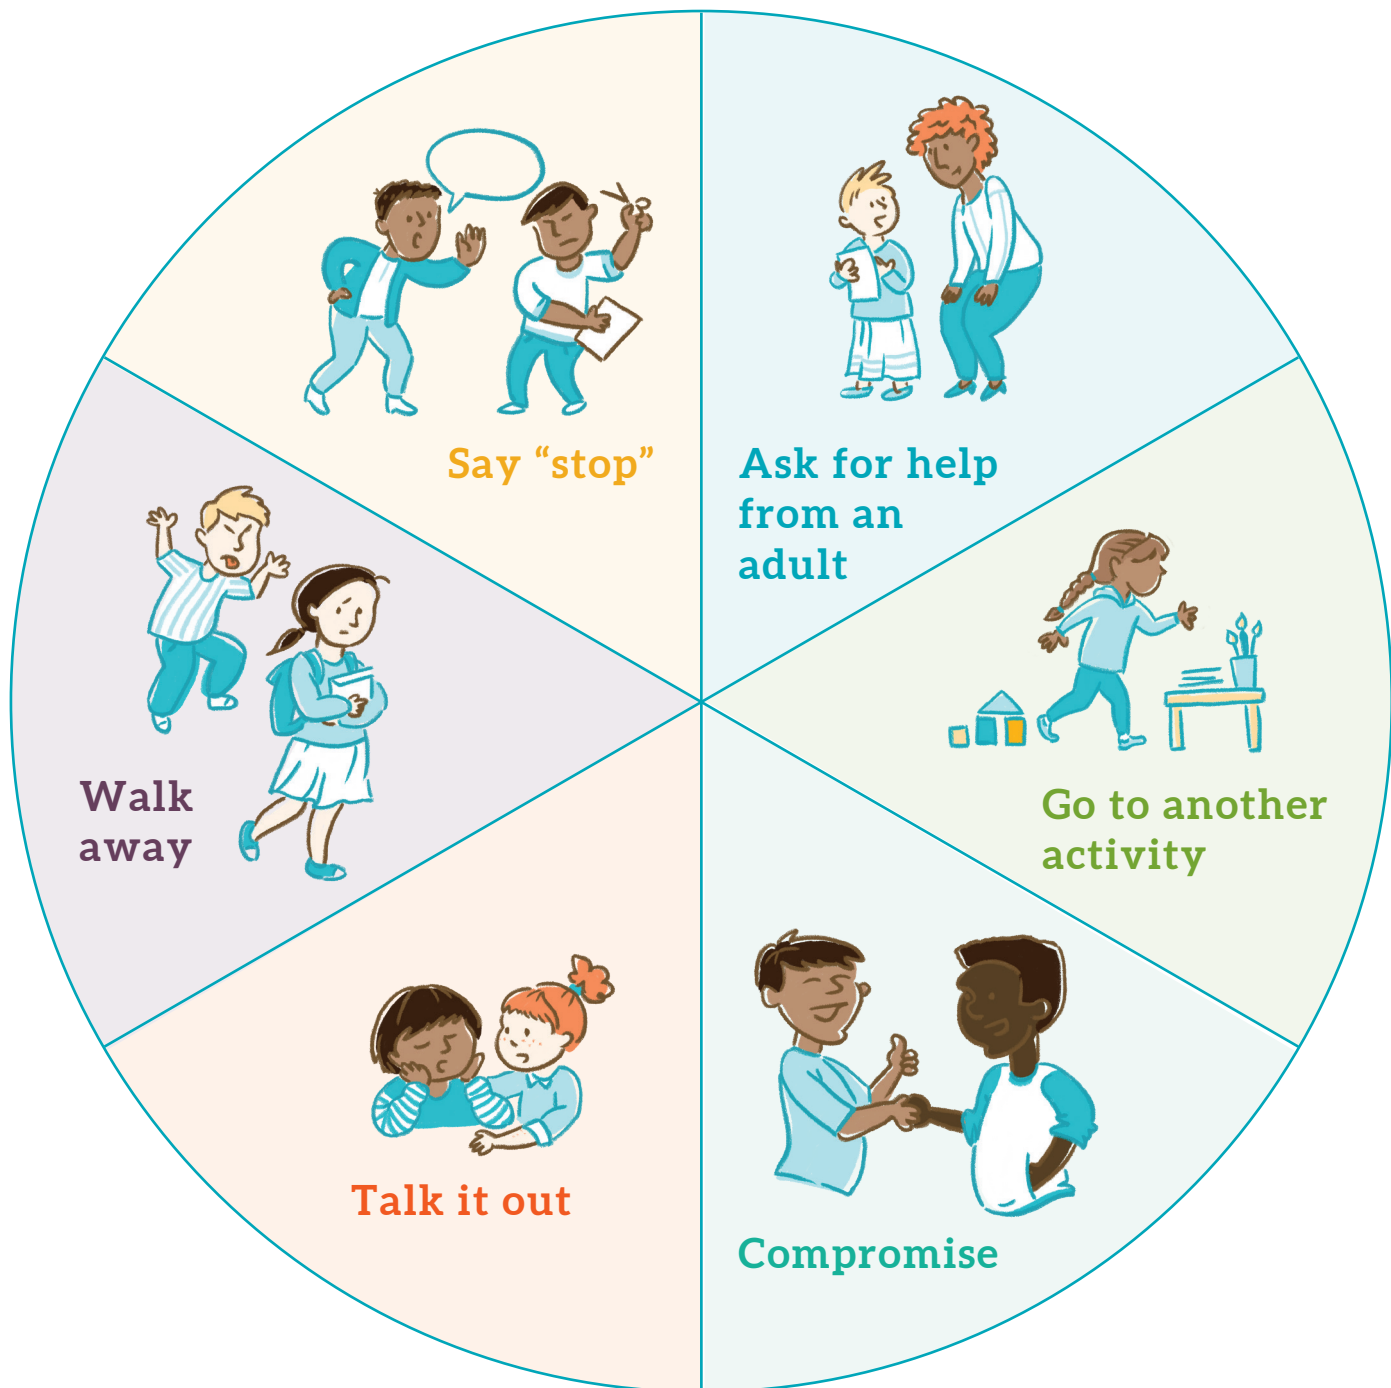 Say “stop”
Ask for help
from an
adult
Go to another
activity
Compromise
Talk it out
Walk
away